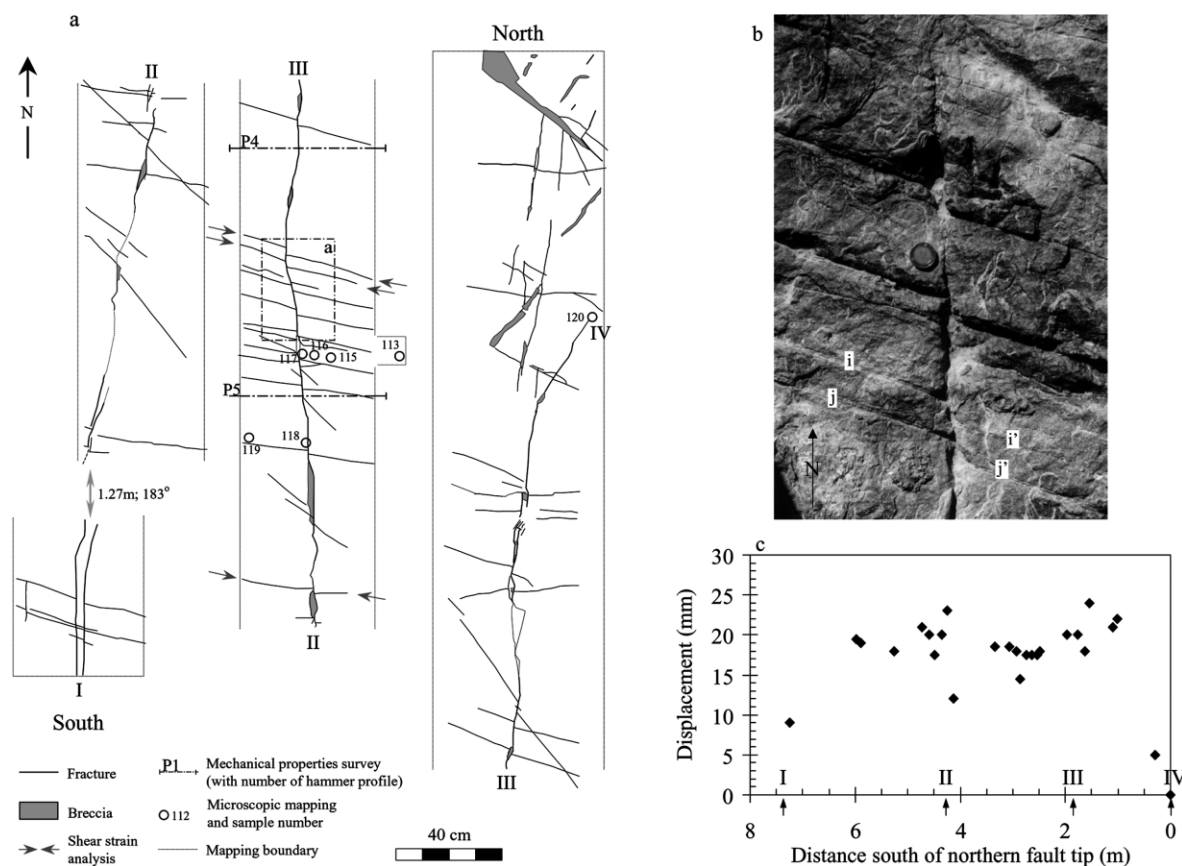 a
N
II
III
P4
a
117
116
115
113
P5
118
119
II
North
120
IV
III
1.27m; 183°
I
South
Fracture
Breccia
Shear strain
analysis
P1
Mechanical properties survey
(with number of hammer profile)
112
Microscopic mapping
and sample number
Mapping boundary
40 cm
b
i
j
i'
j'
N
c
Displacement (mm)
30
25
20
15
10
5
0
I
II
III
IV
8
6
4
2
0
Distance south of northern fault tip (m)